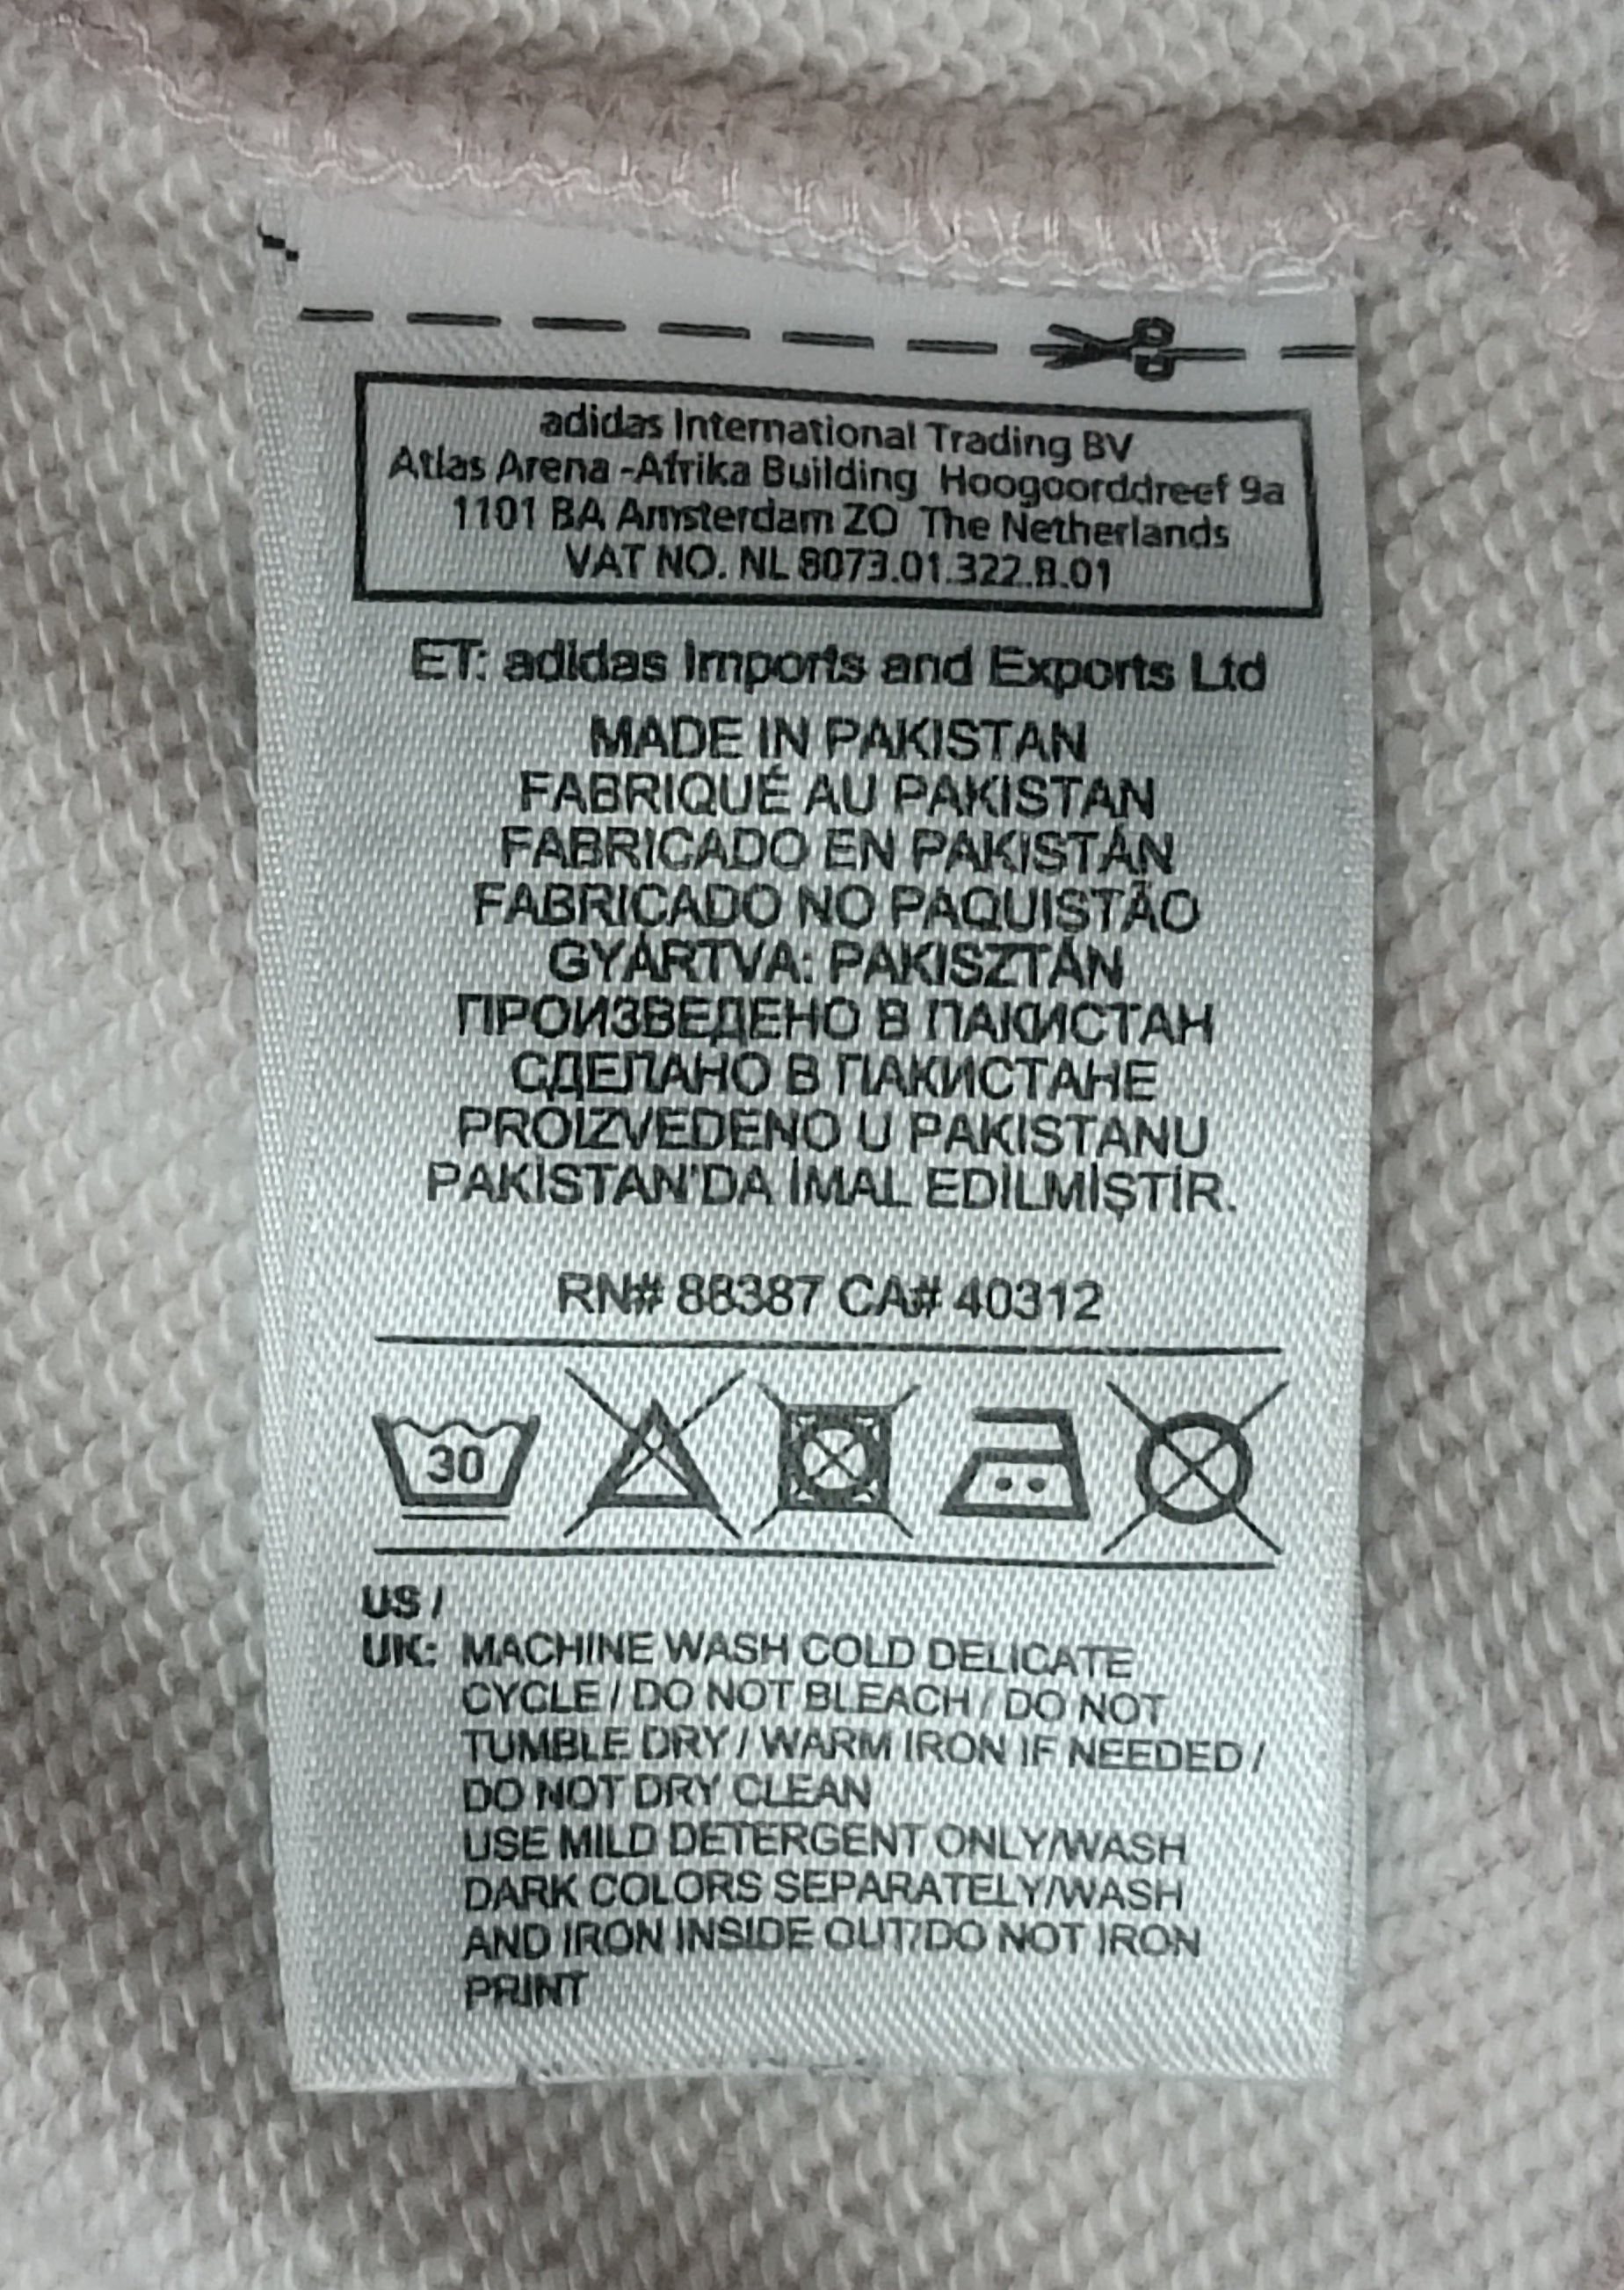 adidas International Trading BV
Atlas Arena -Afrika Building Hoogoorddreef 9a
1101 BA Amsterdam ZO The Netherlands
VAT NO. NL 8073.01.322.B.01
ET: adidas Imports and Exports Ltd
MADE IN PAKISTAN
FABRIQUÉ AU PAKISTAN
FABRICADO EN PAKISTÁN
FABRICADO NO PAQUISTÃO
GYÁRTVA: PAKISZTÁN
ПРОИЗВЕДЕНО В ПАКИСТАН
СДЕЛАНО В ПАКИСТАНЕ
PROIZVEDENO U PAKISTANU
PAKİSTAN'DA İMAL EDİLMİŞTİR.
RN# 88387 CA# 40312
30
US /
UK: MACHINE WASH COLD DELICATE
CYCLE / DO NOT BLEACH / DO NOT
TUMBLE DRY / WARM IRON IF NEEDED /
DO NOT DRY CLEAN
USE MILD DETERGENT ONLY/WASH
DARK COLORS SEPARATELY/WASH
AND IRON INSIDE OUT/DO NOT IRON
PRINT